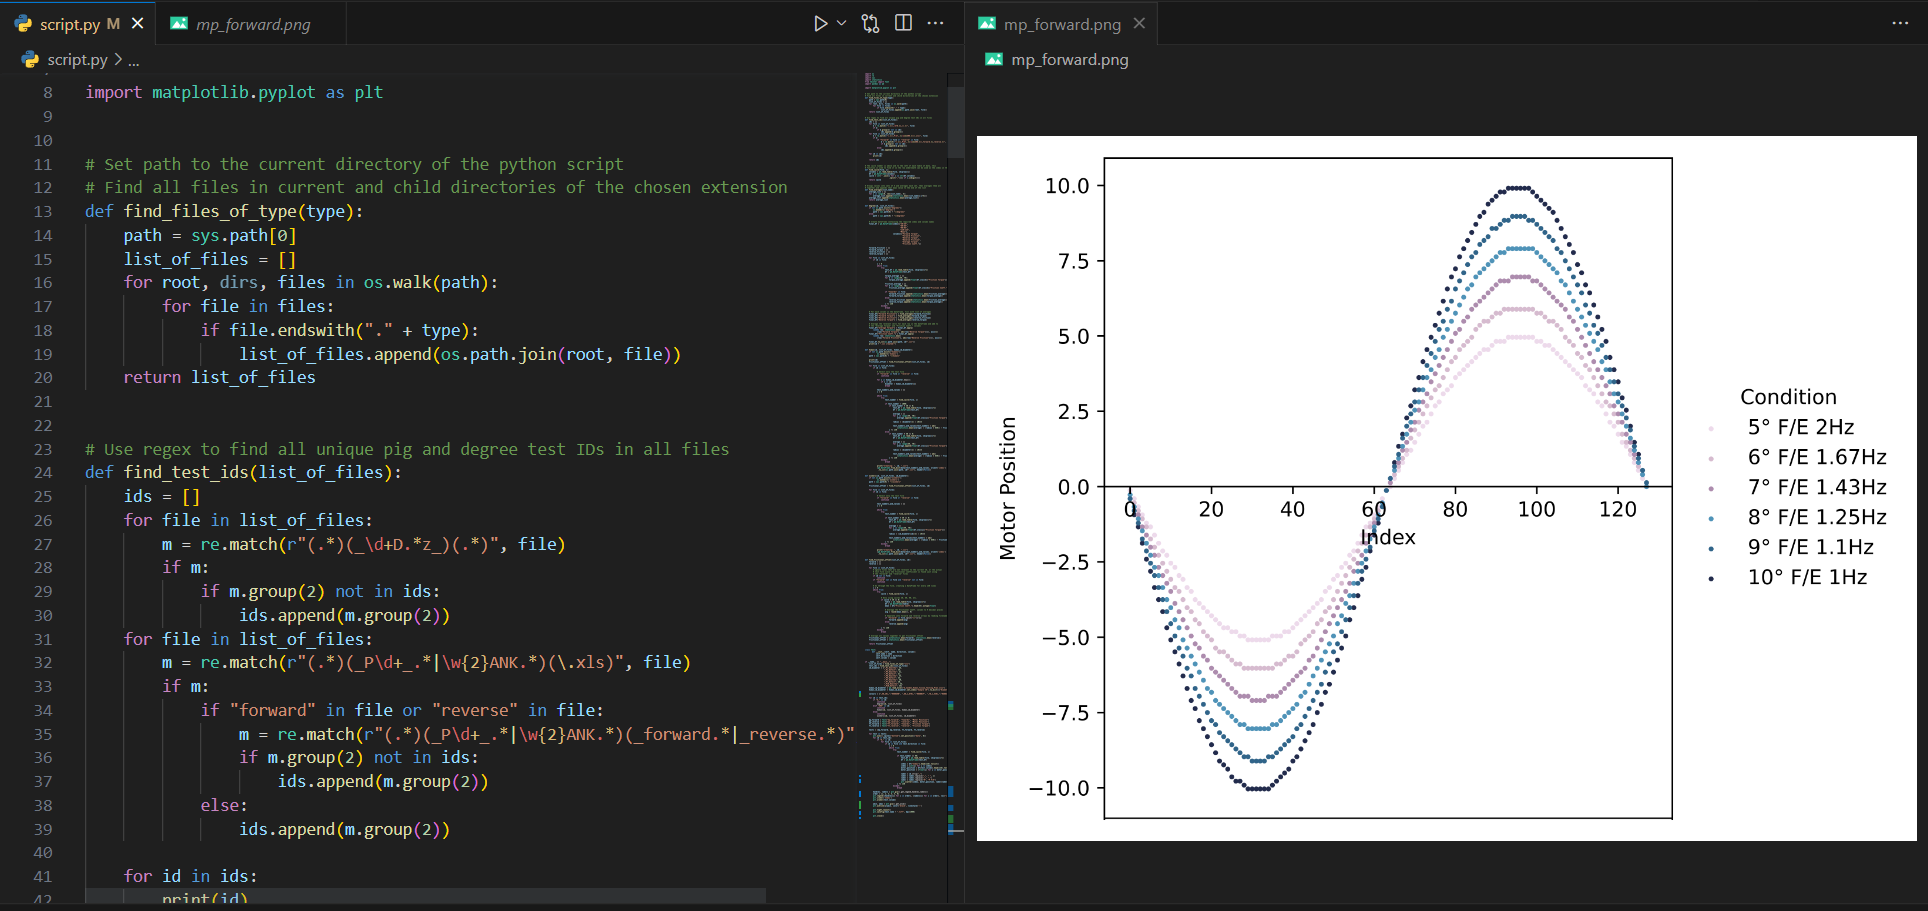 script.py M
mp_forward.png
script.py > ...
8 import matplotlib.pyplot as plt
9
10
11 # Set path to the current directory of the python script
12 # Find all files in current and child directories of the chosen extension
13 def find_files_of_type(type):
14 path = sys.path[0]
15 list_of_files = []
16 for root, dirs, files in os.walk(path):
17 for file in files:
18 if file.endswith("." + type):
19 list_of_files.append(os.path.join(root, file))
20 return list_of_files
21
22
23 # Use regex to find all unique pig and degree test IDs in all files
24 def find_test_ids(list_of_files):
25 ids = []
26 for file in list_of_files:
27 m = re.match(r"(.*)(_\d+D.*z_)(.*)", file)
28 if m:
29 if m.group(2) not in ids:
30 ids.append(m.group(2))
31 for file in list_of_files:
32 m = re.match(r"(.*)(_P\d+_.*|\w{2}ANK.*)(\.xls)", file)
33 if m:
34 if "forward" in file or "reverse" in file:
35 m = re.match(r"(.*)(_P\d+_.*|\w{2}ANK.*)(_forward.*|_reverse.*)"
36 if m.group(2) not in ids:
37 ids.append(m.group(2))
38 else:
39 ids.append(m.group(2))
40
41 for id in ids:
42 print(id)
mp_forward.png
mp_forward.png
10.0
7.5
5.0
2.5
0.0
−2.5
−5.0
−7.5
−10.0
Motor Position
0 20 40 60 80 100 120
Index
Condition
5° F/E 2Hz
6° F/E 1.67Hz
7° F/E 1.43Hz
8° F/E 1.25Hz
9° F/E 1.1Hz
10° F/E 1Hz